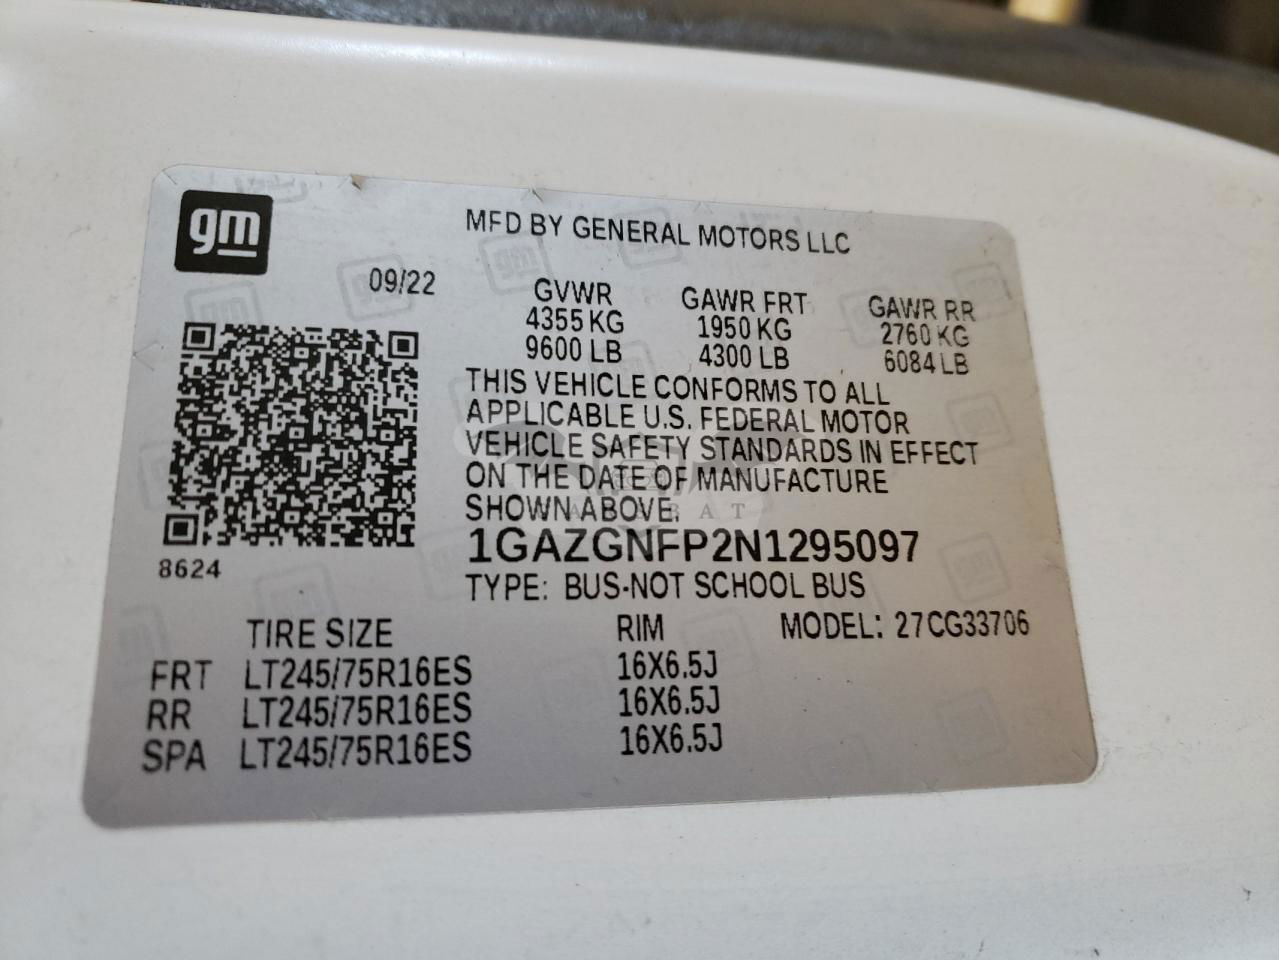 gm
MFD BY GENERAL MOTORS LLC
09/22
GVWR GAWR FRT GAWR RR
4355 KG 1950 KG 2760 KG
9600 LB 4300 LB 6084 LB
THIS VEHICLE CONFORMS TO ALL
APPLICABLE U.S. FEDERAL MOTOR
VEHICLE SAFETY STANDARDS IN EFFECT
ON THE DATE OF MANUFACTURE
SHOWN ABOVE.
1GAZGNFP2N1295097
8624
TYPE: BUS-NOT SCHOOL BUS
TIRE SIZE RIM MODEL: 27CG33706
FRT LT245/75R16ES 16X6.5J
RR LT245/75R16ES 16X6.5J
SPA LT245/75R16ES 16X6.5J